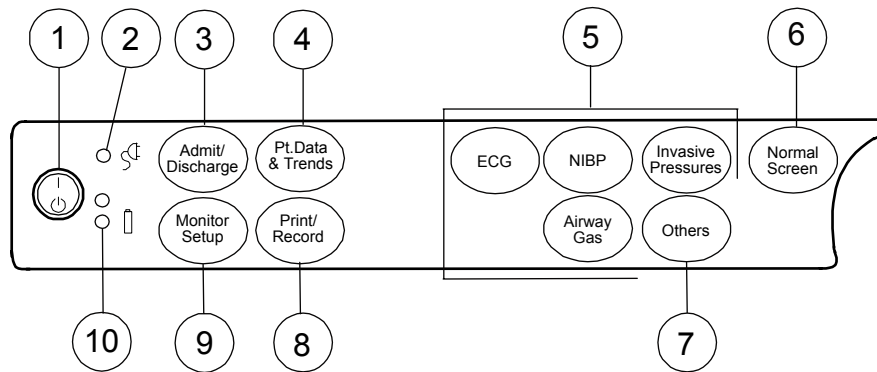 1
2
3
4
5
6
Admit/
Discharge
Pt.Data
& Trends
ECG
NIBP
Invasive
Pressures
Normal
Screen
Monitor
Setup
Print/
Record
Airway
Gas
Others
10
9
8
7